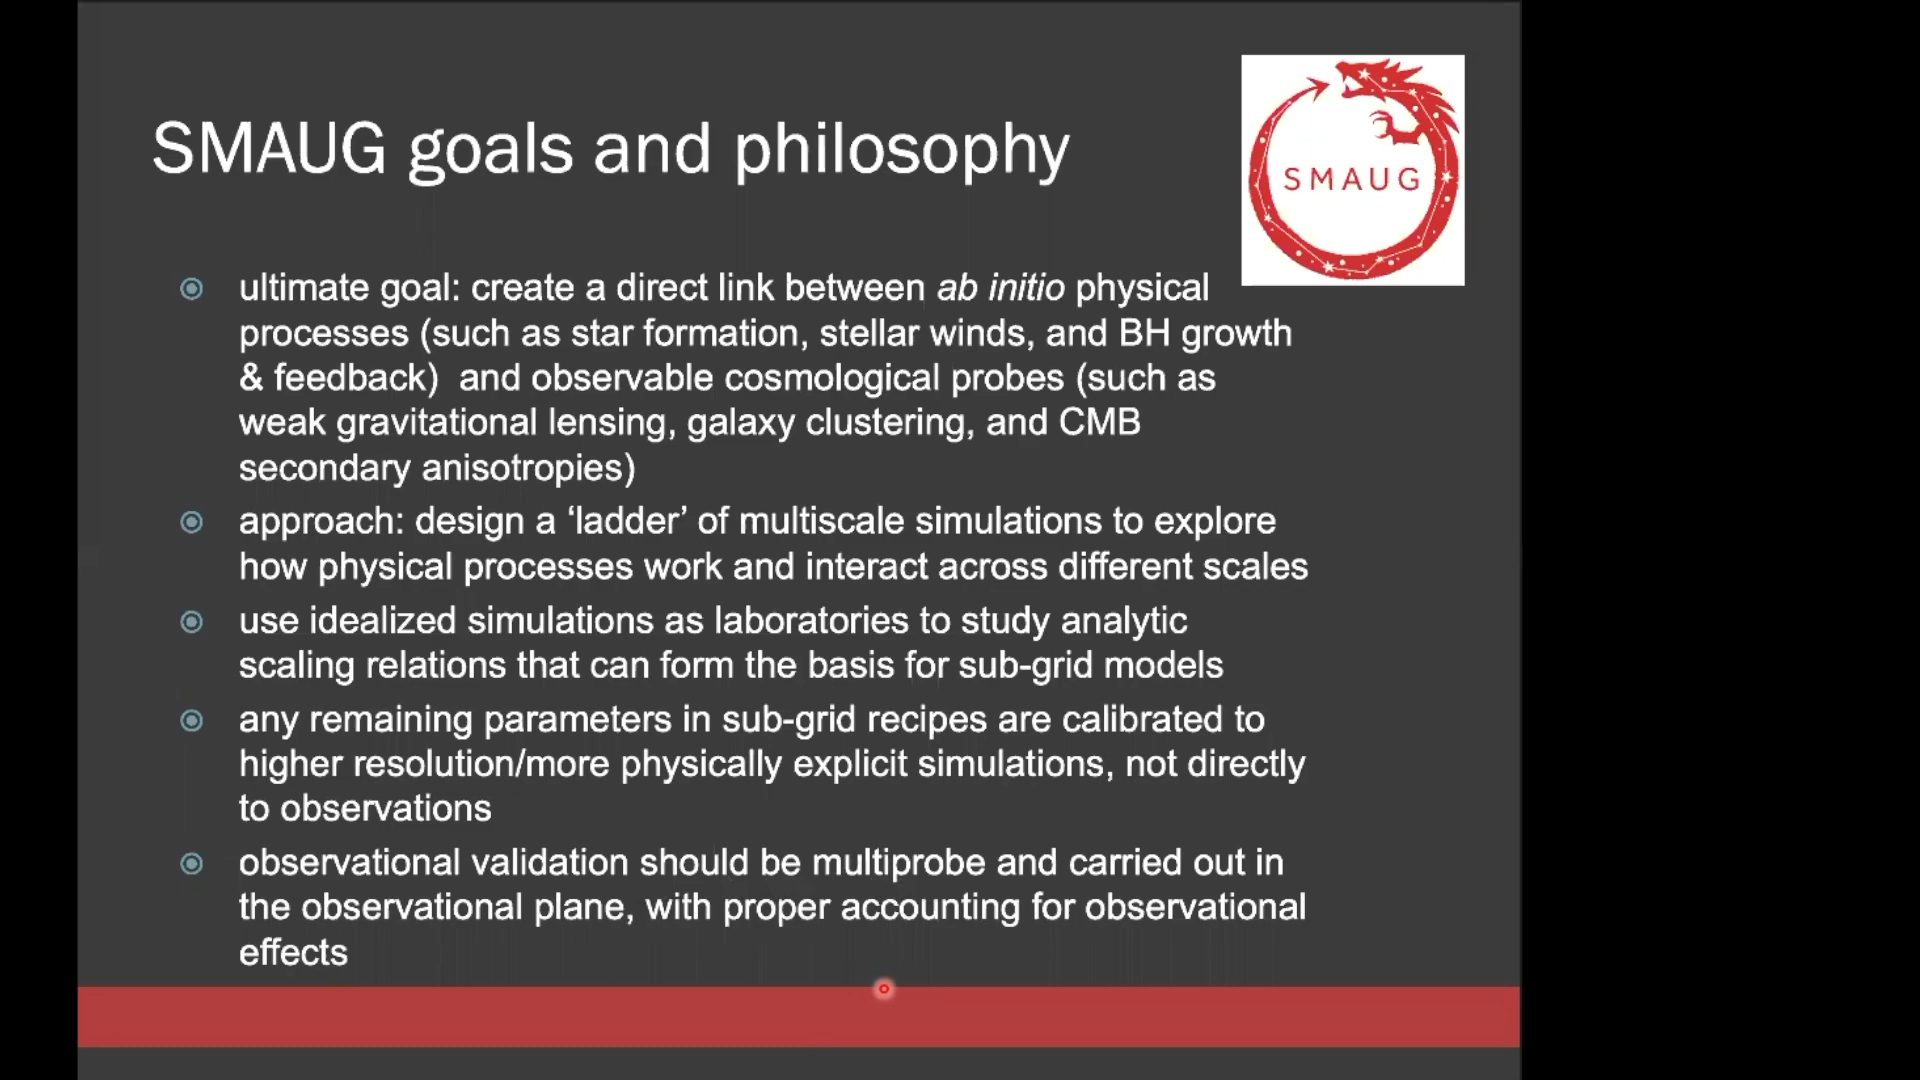 SMAUG goals and philosophy
SMAUG
ultimate goal: create a direct link between ab initio physical
processes (such as star formation, stellar winds, and BH growth
& feedback)  and observable cosmological probes (such as
weak gravitational lensing, galaxy clustering, and CMB
secondary anisotropies)
approach: design a ‘ladder’ of multiscale simulations to explore
how physical processes work and interact across different scales
use idealized simulations as laboratories to study analytic
scaling relations that can form the basis for sub-grid models
any remaining parameters in sub-grid recipes are calibrated to
higher resolution/more physically explicit simulations, not directly
to observations
observational validation should be multiprobe and carried out in
the observational plane, with proper accounting for observational
effects